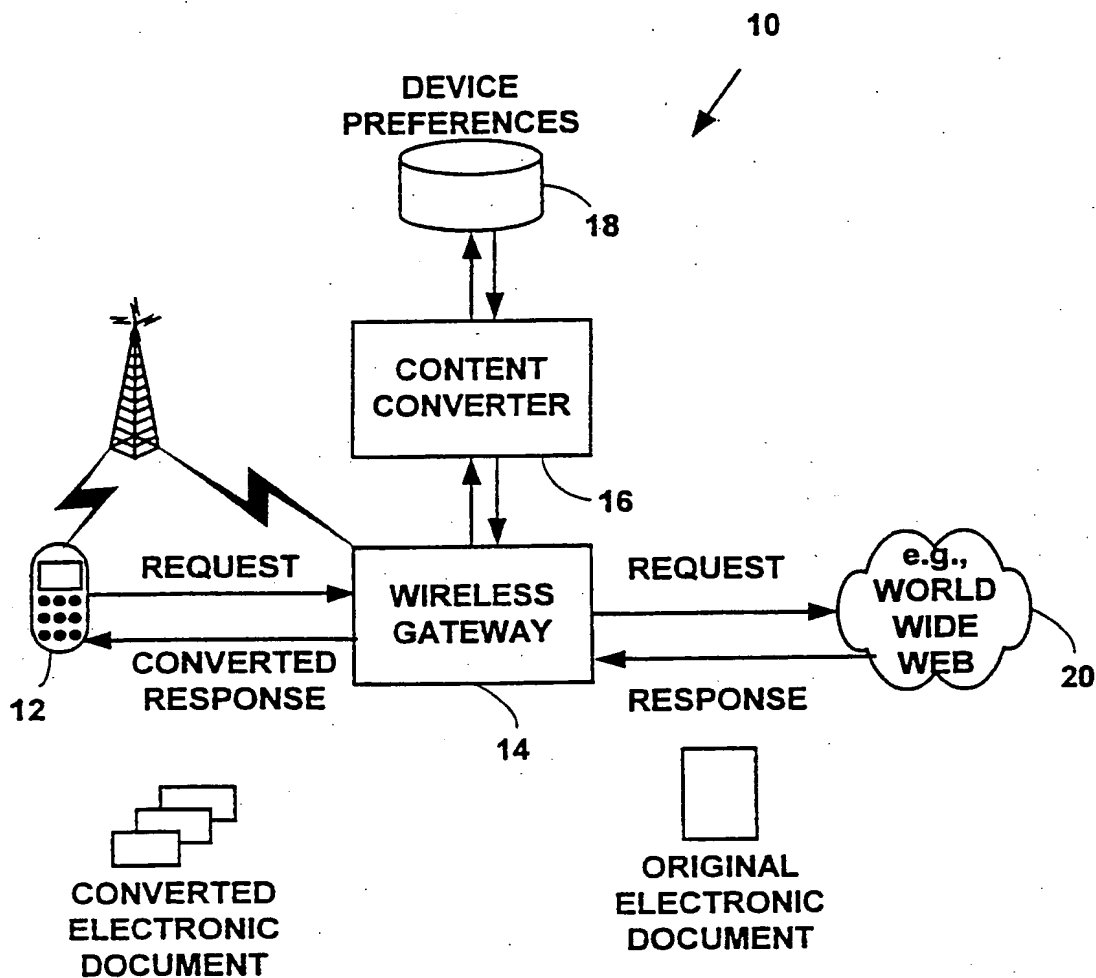 10
DEVICE
PREFERENCES
18
CONTENT
CONVERTER
16
REQUEST
WIRELESS
GATEWAY
REQUEST
e.g.,
WORLD
WIDE
WEB
CONVERTED
RESPONSE
RESPONSE
12
14
20
CONVERTED
ELECTRONIC
DOCUMENT
ORIGINAL
ELECTRONIC
DOCUMENT